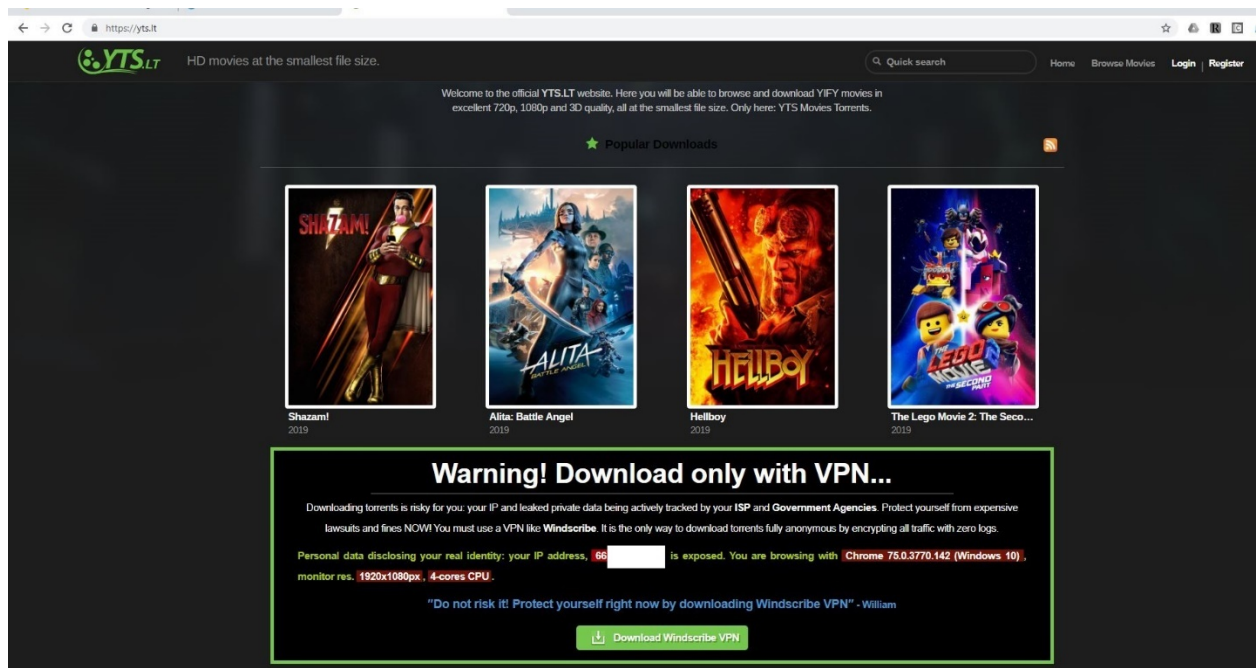 https://yts.lt
YTS.LT
HD movies at the smallest file size.
Quick search
Home Browse Movies Login | Register
Welcome to the official YTS.LT website. Here you will be able to browse and download YIFY movies in
excellent 720p, 1080p and 3D quality, all at the smallest file size. Only here: YTS Movies Torrents.
Popular Downloads
SHAZAM!
ALITA
BATTLE ANGEL
HELLBOY
THE LEGO MOVIE 2
THE SECOND PART
Shazam!
2019
Alita: Battle Angel
2019
Hellboy
2019
The Lego Movie 2: The Seco...
2019
Warning! Download only with VPN...
Downloading torrents is risky for you: your IP and leaked private data being actively tracked by your ISP and Government Agencies. Protect yourself from expensive
lawsuits and fines NOW! You must use a VPN like Windscribe. It is the only way to download torrents fully anonymous by encrypting all traffic with zero logs.
Personal data disclosing your real identity: your IP address, 66 is exposed. You are browsing with Chrome 75.0.3770.142 (Windows 10) ,
monitor res. 1920x1080px , 4-cores CPU .
"Do not risk it! Protect yourself right now by downloading Windscribe VPN" - William
Download Windscribe VPN